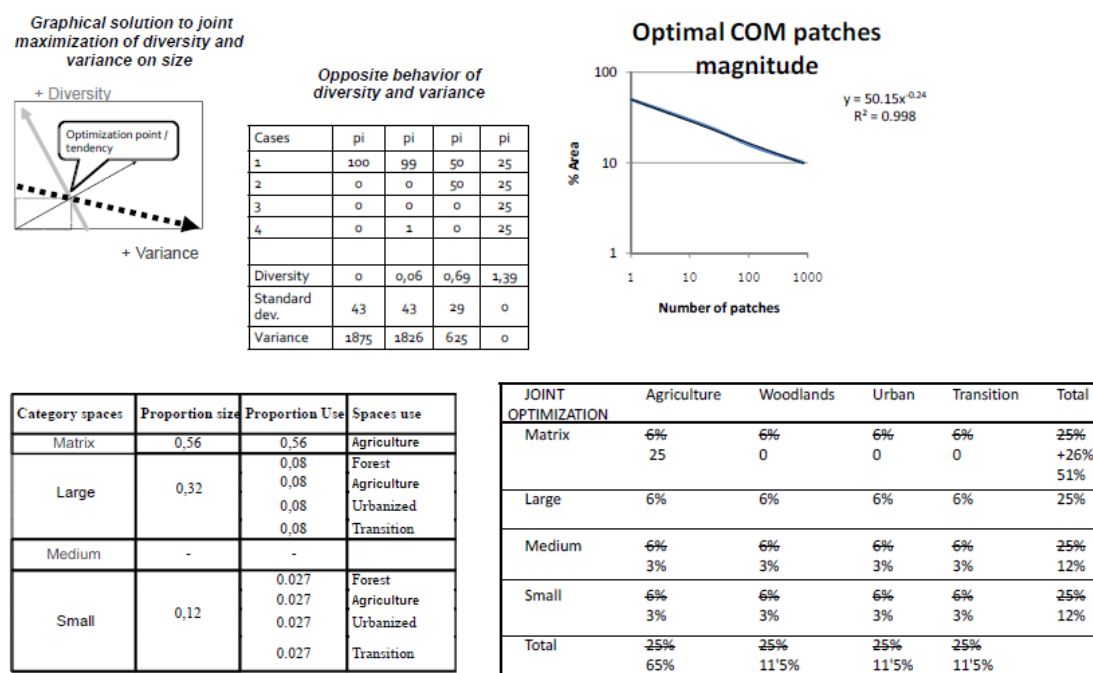 Graphical solution to joint
maximization of diversity and
variance on size
+ Diversity
Optimization point /
tendency
+ Variance
Opposite behavior of
diversity and variance
Cases pi pi pi pi
1 100 99 50 25
2 0 0 50 25
3 0 0 0 25
4 0 1 0 25
Diversity 0 0,06 0,69 1,39
Standard
dev. 43 43 29 0
Variance 1875 1826 625 0
Optimal COM patches
magnitude
100
10
1
% Area
y = 50.15x-0.24
R² = 0.998
1 10 100 1000
Number of patches
Category spaces Proportion size Proportion Use Spaces use
Matrix 0,56 0,56 Agriculture
Large 0,32
0,08 Forest
0,08 Agriculture
0,08 Urbanized
0,08 Transition
Medium - -
Small 0,12
0.027 Forest
0.027 Agriculture
0.027 Urbanized
0.027 Transition
JOINT
OPTIMIZATION Agriculture Woodlands Urban Transition Total
Matrix 6% 6% 6% 6% 25%
25 0 0 0 +26%
51%
Large 6% 6% 6% 6% 25%
Medium 6% 6% 6% 6% 25%
3% 3% 3% 3% 12%
Small 6% 6% 6% 6% 25%
3% 3% 3% 3% 12%
Total 25% 25% 25% 25%
65% 11'5% 11'5% 11'5%